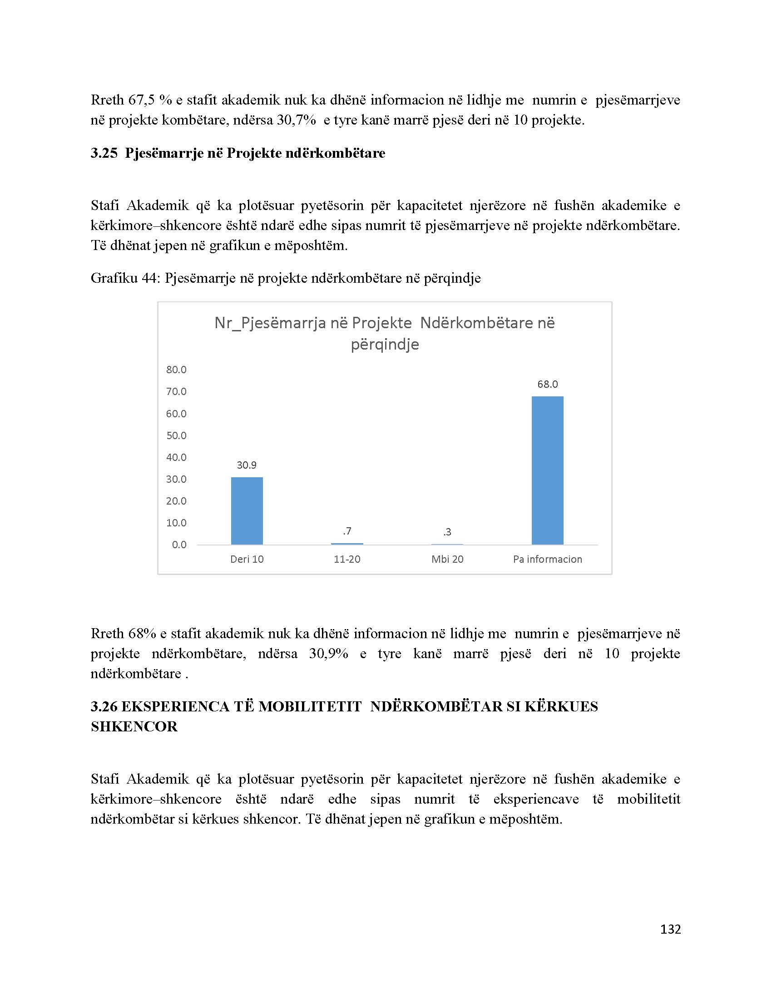 Rreth 67,5 % e stafit akademik nuk ka dhënë informacion në lidhje me numrin e pjesëmarrjeve
në projekte kombëtare, ndërsa 30,7% e tyre kanë marrë pjesë deri në 10 projekte.
3.25 Pjesëmarrje në Projekte ndërkombëtare
Stafi Akademik që ka plotësuar pyetësorin për kapacitetet njerëzore në fushën akademike e
kërkimore–shkencore është ndarë edhe sipas numrit të pjesëmarrjeve në projekte ndërkombëtare.
Të dhënat jepen në grafikun e mëposhtëm.
Grafiku 44: Pjesëmarrje në projekte ndërkombëtare në përqindje
Nr_Pjesëmarrja në Projekte Ndërkombëtare në
përqindje
80.0
70.0
60.0
50.0
40.0
30.0
20.0
10.0
0.0
30.9
.7
.3
68.0
Deri 10
11-20
Mbi 20
Pa informacion
Rreth 68% e stafit akademik nuk ka dhënë informacion në lidhje me numrin e pjesëmarrjeve në
projekte ndërkombëtare, ndërsa 30,9% e tyre kanë marrë pjesë deri në 10 projekte
ndërkombëtare .
3.26 EKSPERIENCA TË MOBILITETIT NDËRKOMBËTAR SI KËRKUES
SHKENCOR
Stafi Akademik që ka plotësuar pyetësorin për kapacitetet njerëzore në fushën akademike e
kërkimore–shkencore është ndarë edhe sipas numrit të eksperiencave të mobilitetit
ndërkombëtar si kërkues shkencor. Të dhënat jepen në grafikun e mëposhtëm.
132